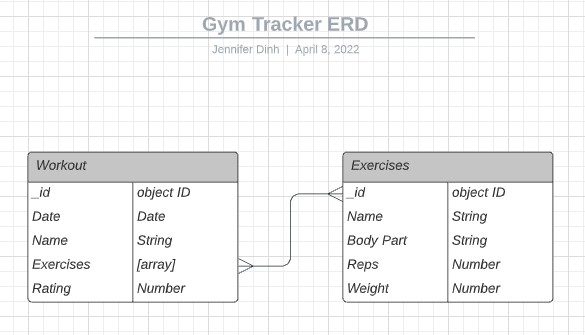 Gym Tracker ERD
Jennifer Dinh | April 8, 2022
Workout
_id object ID
Date Date
Name String
Exercises [array]
Rating Number
Exercises
_id object ID
Name String
Body Part String
Reps Number
Weight Number